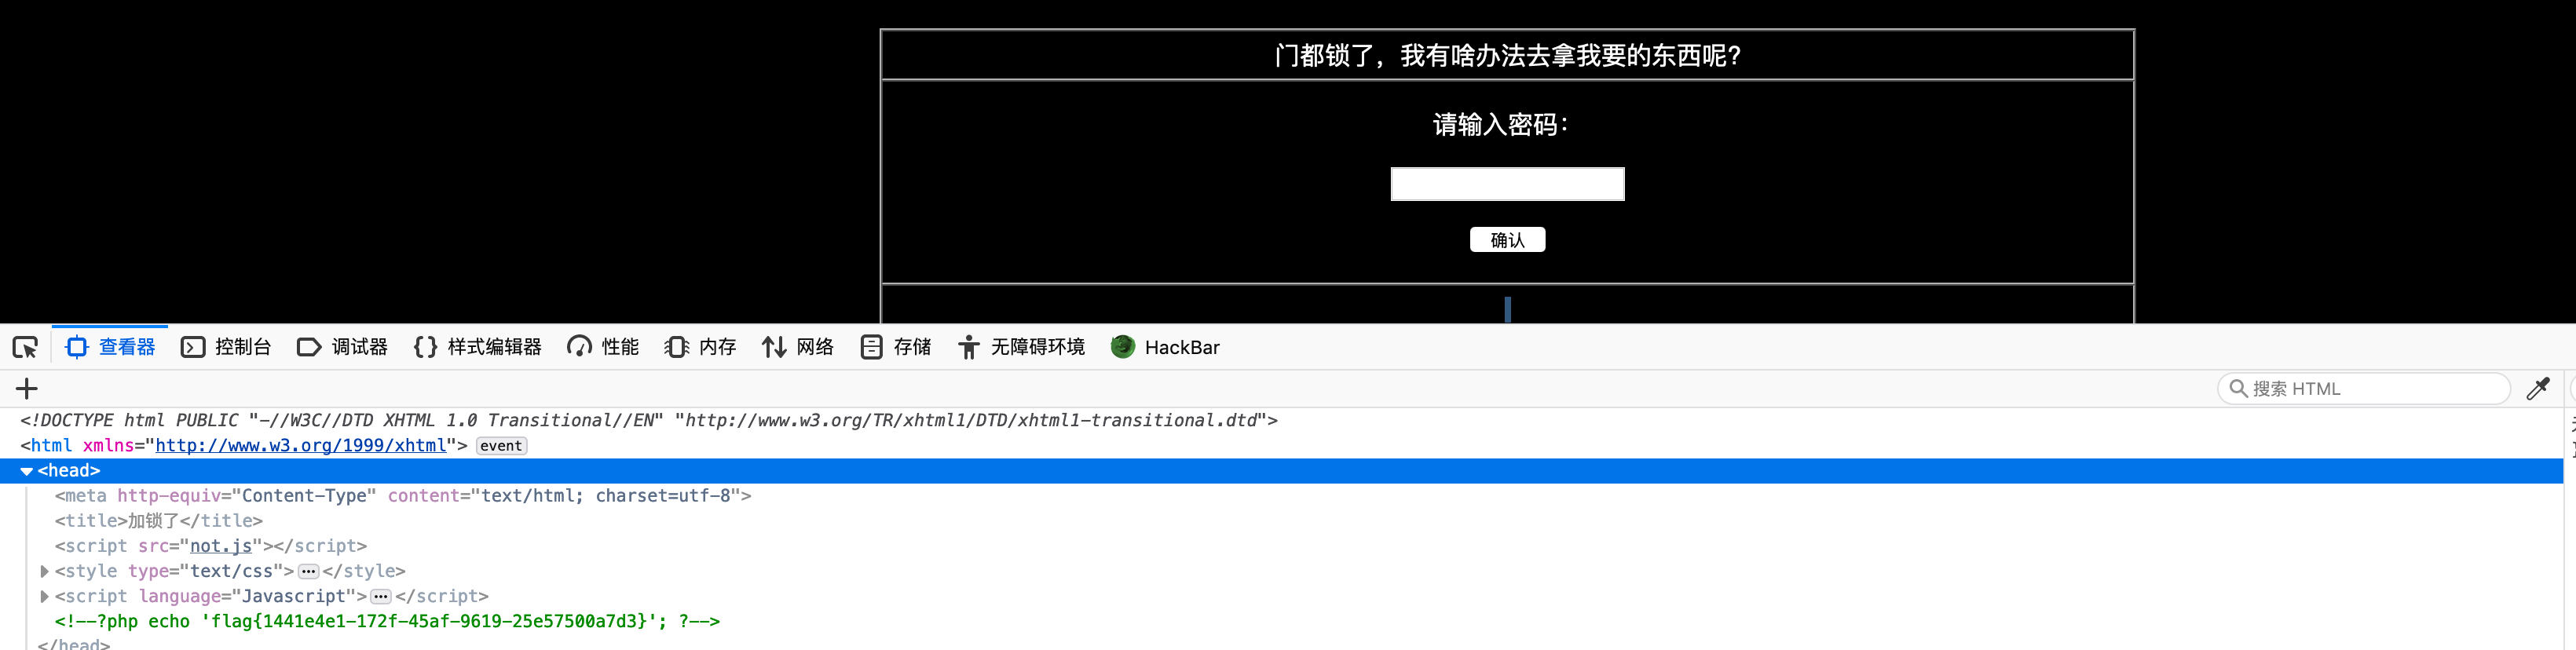 门都锁了，我有啥办法去拿我要的东西呢?
请输入密码：
确认
查看器 控制台 调试器 样式编辑器 性能 内存 网络 存储 无障碍环境 HackBar
搜索 HTML
<!DOCTYPE html PUBLIC "-//W3C//DTD XHTML 1.0 Transitional//EN" "http://www.w3.org/TR/xhtml1/DTD/xhtml1-transitional.dtd">
<html xmlns="http://www.w3.org/1999/xhtml"> event
<head>
<meta http-equiv="Content-Type" content="text/html; charset=utf-8">
<title>加锁了</title>
<script src="not.js"></script>
<style type="text/css"> ••• </style>
<script language="Javascript"> ••• </script>
<!--?php echo 'flag{1441e4e1-172f-45af-9619-25e57500a7d3}'; ?-->
</head>